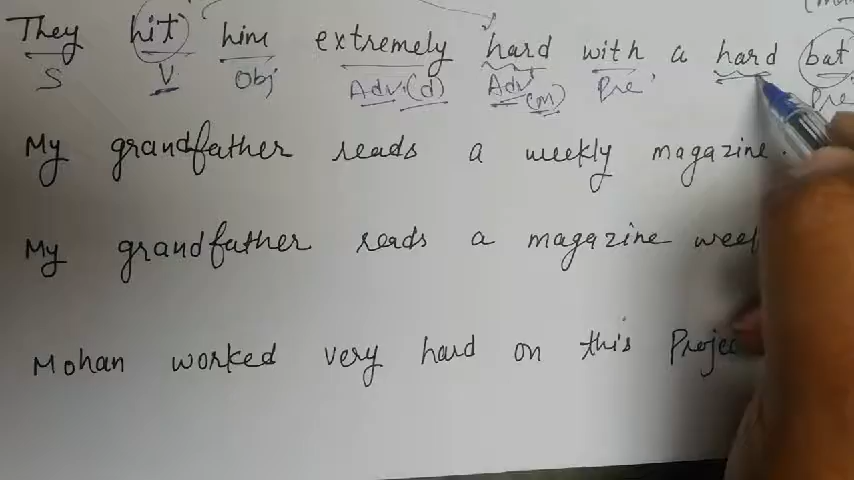 They hit him extremely hard with a hard bat
S V Obj Adv.(d) Adv(m) Pre Pre
My grandfather reads a weekly magazine.
My grandfather reads a magazine
Mohan worked very hard on this